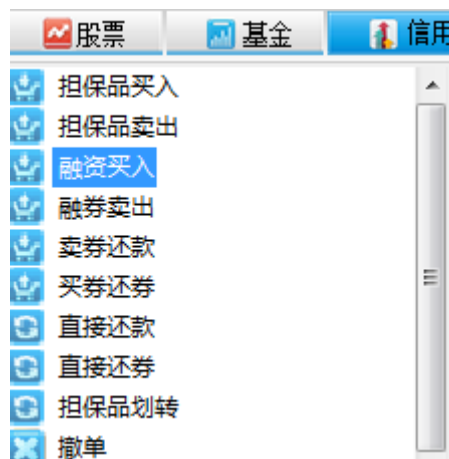 股票 基金 信用
担保品买入
担保品卖出
融资买入
融券卖出
卖券还款
买券还券
直接还款
直接还券
担保品划转
撤单